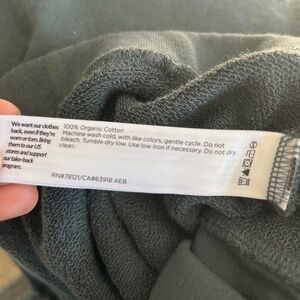 We want our clothes
back, even if they're
worn or torn. Bring
them to our US
stores and support
our take-back
program.
100% Organic Cotton
Machine wash cold, with like colors, gentle cycle. Do not
bleach. Tumble dry low. Use low iron if necessary. Do not dry
clean.
RN#78121/CA#63918 AEB